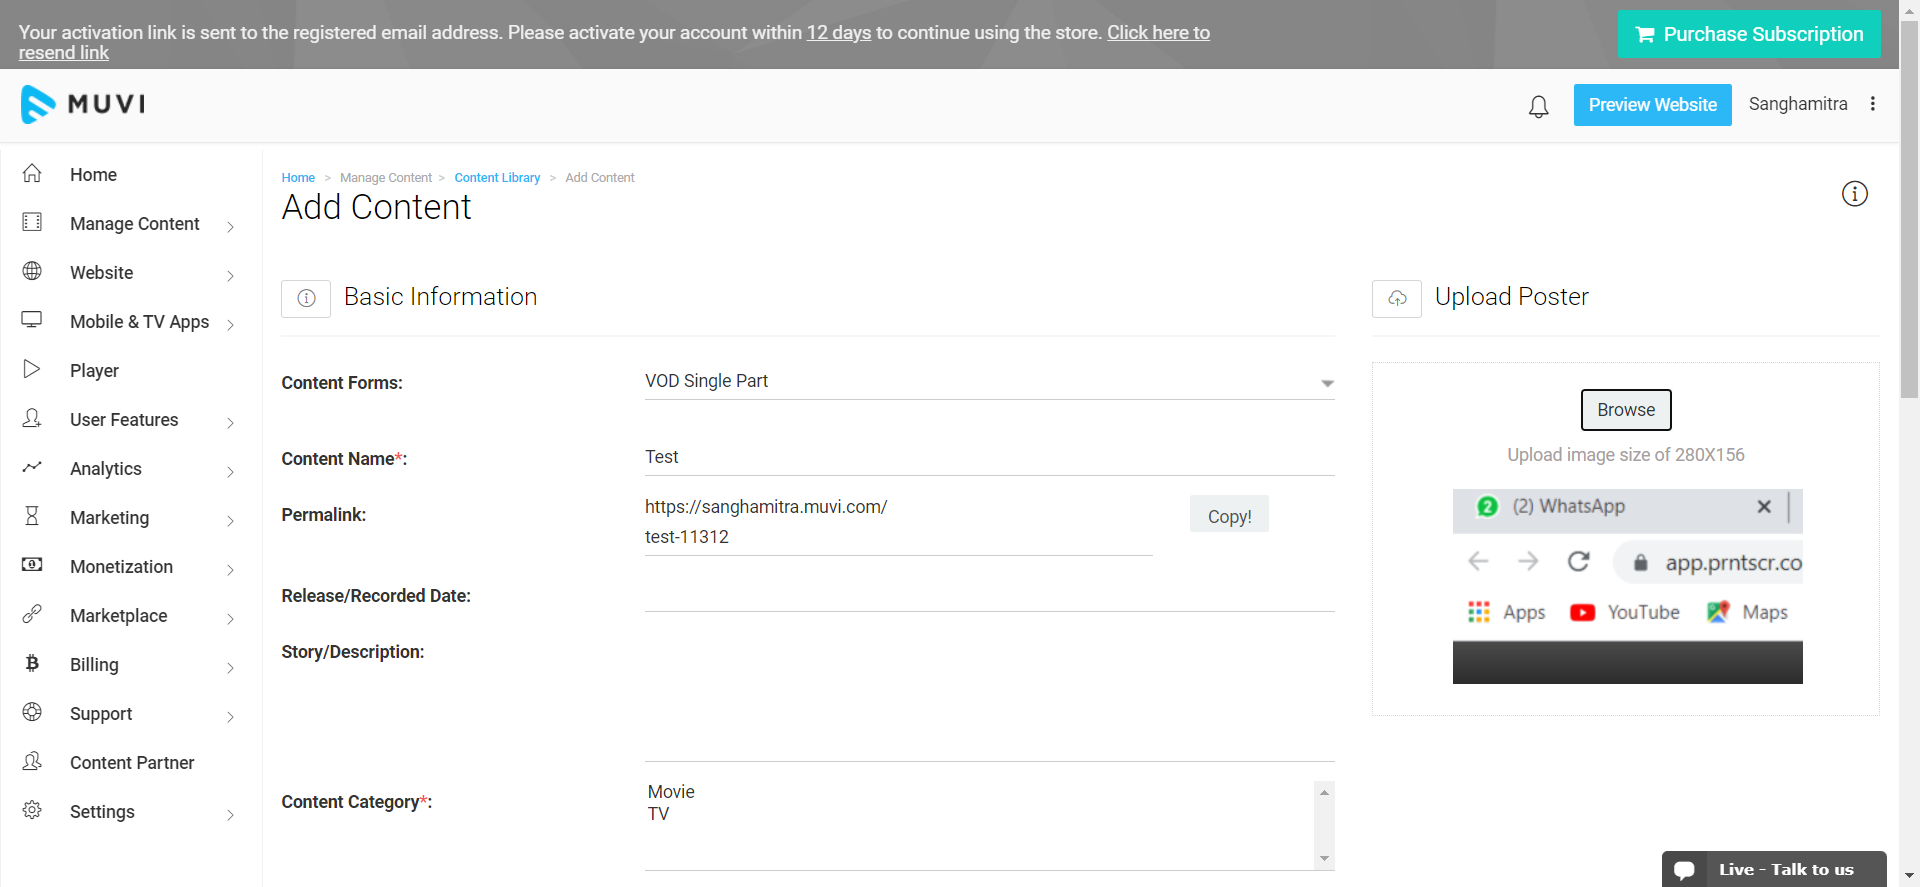 Your activation link is sent to the registered email address. Please activate your account within 12 days to continue using the store. Click here to
resend link
Purchase Subscription
MUVI
Preview Website
Sanghamitra
Home
Manage Content
Website
Mobile & TV Apps
Player
User Features
Analytics
Marketing
Monetization
Marketplace
Billing
Support
Content Partner
Settings
Home > Manage Content > Content Library > Add Content
Add Content
Basic Information
Content Forms: VOD Single Part
Content Name*: Test
Permalink: https://sanghamitra.muvi.com/
test-11312
Copy!
Release/Recorded Date:
Story/Description:
Content Category*: Movie
TV
Upload Poster
Browse
Upload image size of 280X156
2 (2) WhatsApp
app.prntscr.co
Apps YouTube Maps
Live - Talk to us